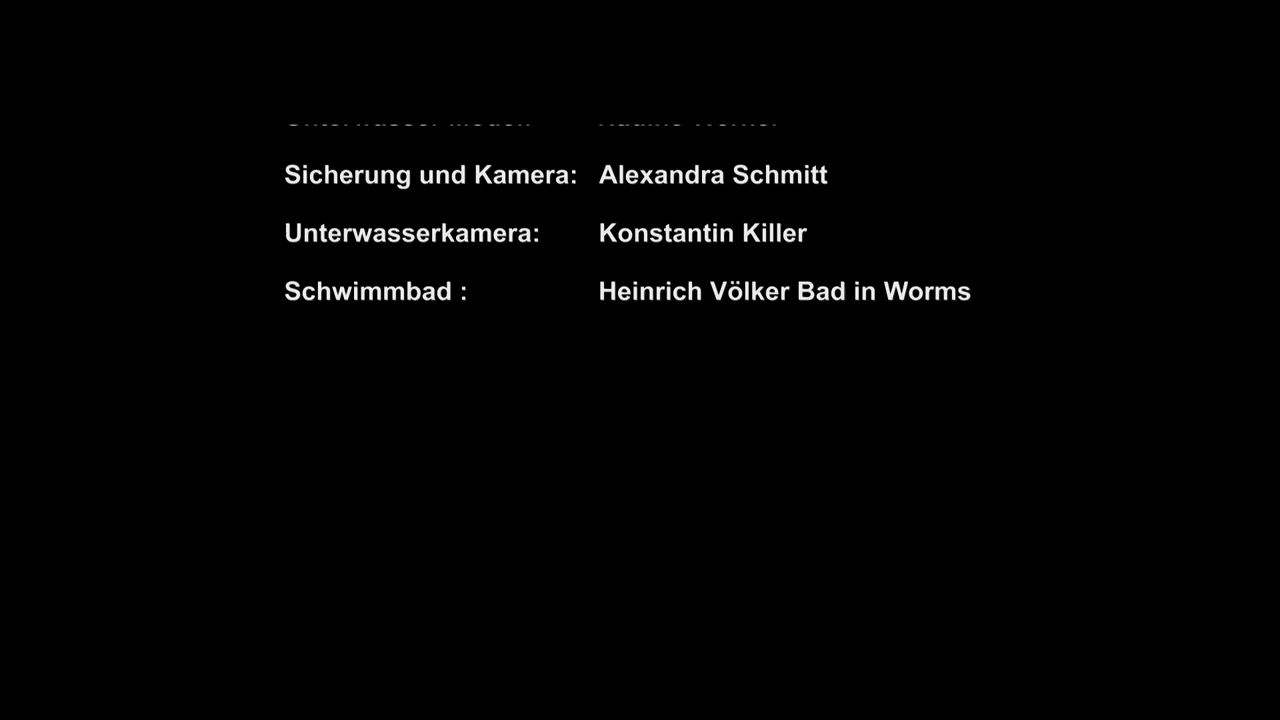 Sicherung und Kamera: Alexandra Schmitt
Unterwasserkamera: Konstantin Killer
Schwimmbad : Heinrich Völker Bad in Worms